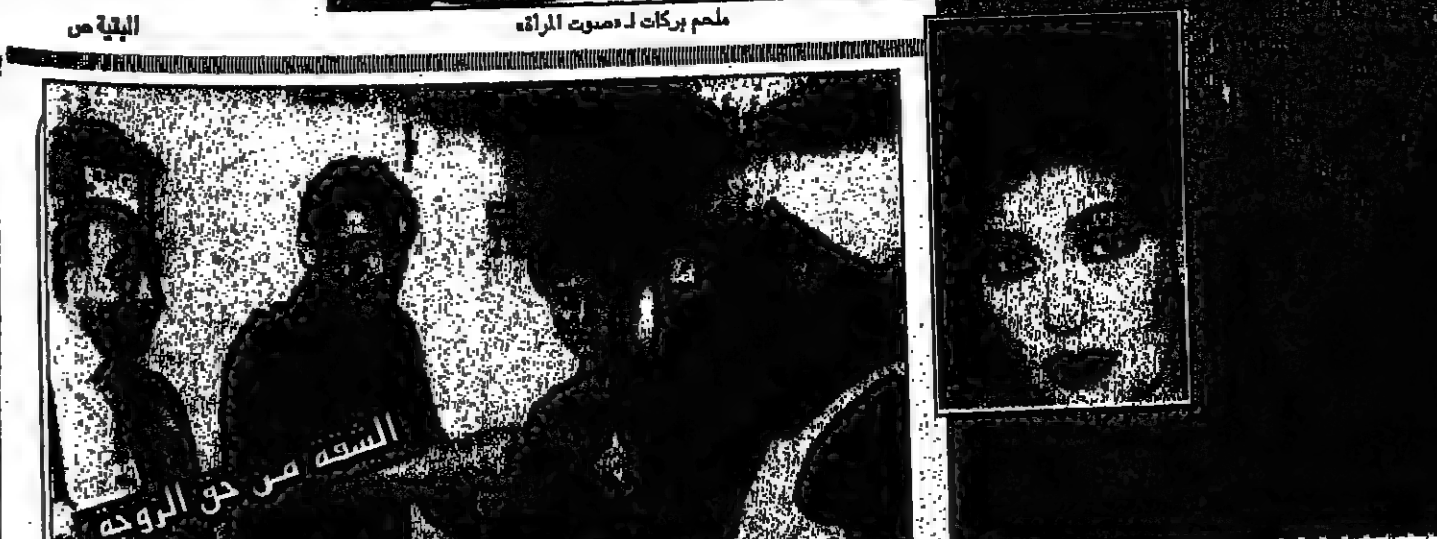 ملحم بركات لـ «صوت المرأة»
البقية ص
الشقة من حق الزوجة